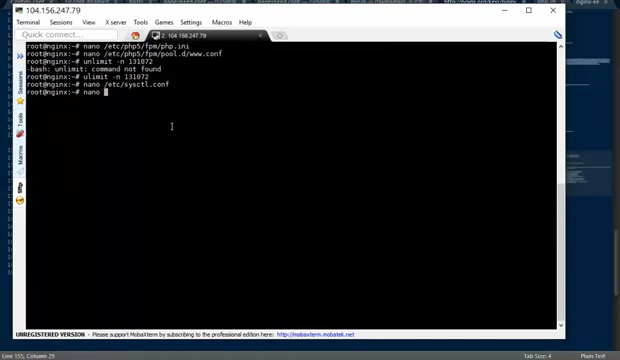 104.156.247.79
Terminal Sessions View X server Tools Games Settings Macros Help
Quick connect...
2. 104.156.247.79
Sessions
Tools
Macros
Sftp
root@nginx:~# nano /etc/php5/fpm/php.ini
root@nginx:~# nano /etc/php5/fpm/pool.d/www.conf
root@nginx:~# unlimit -n 131072
-bash: unlimit: command not found
root@nginx:~# ulimit -n 131072
root@nginx:~# nano /etc/sysctl.conf
root@nginx:~# nano
UNREGISTERED VERSION - Please support MobaXterm by subscribing to the professional edition here: http://mobaxterm.mobatek.net
Line 155, Column 29 Tab Size: 4 Plain Text